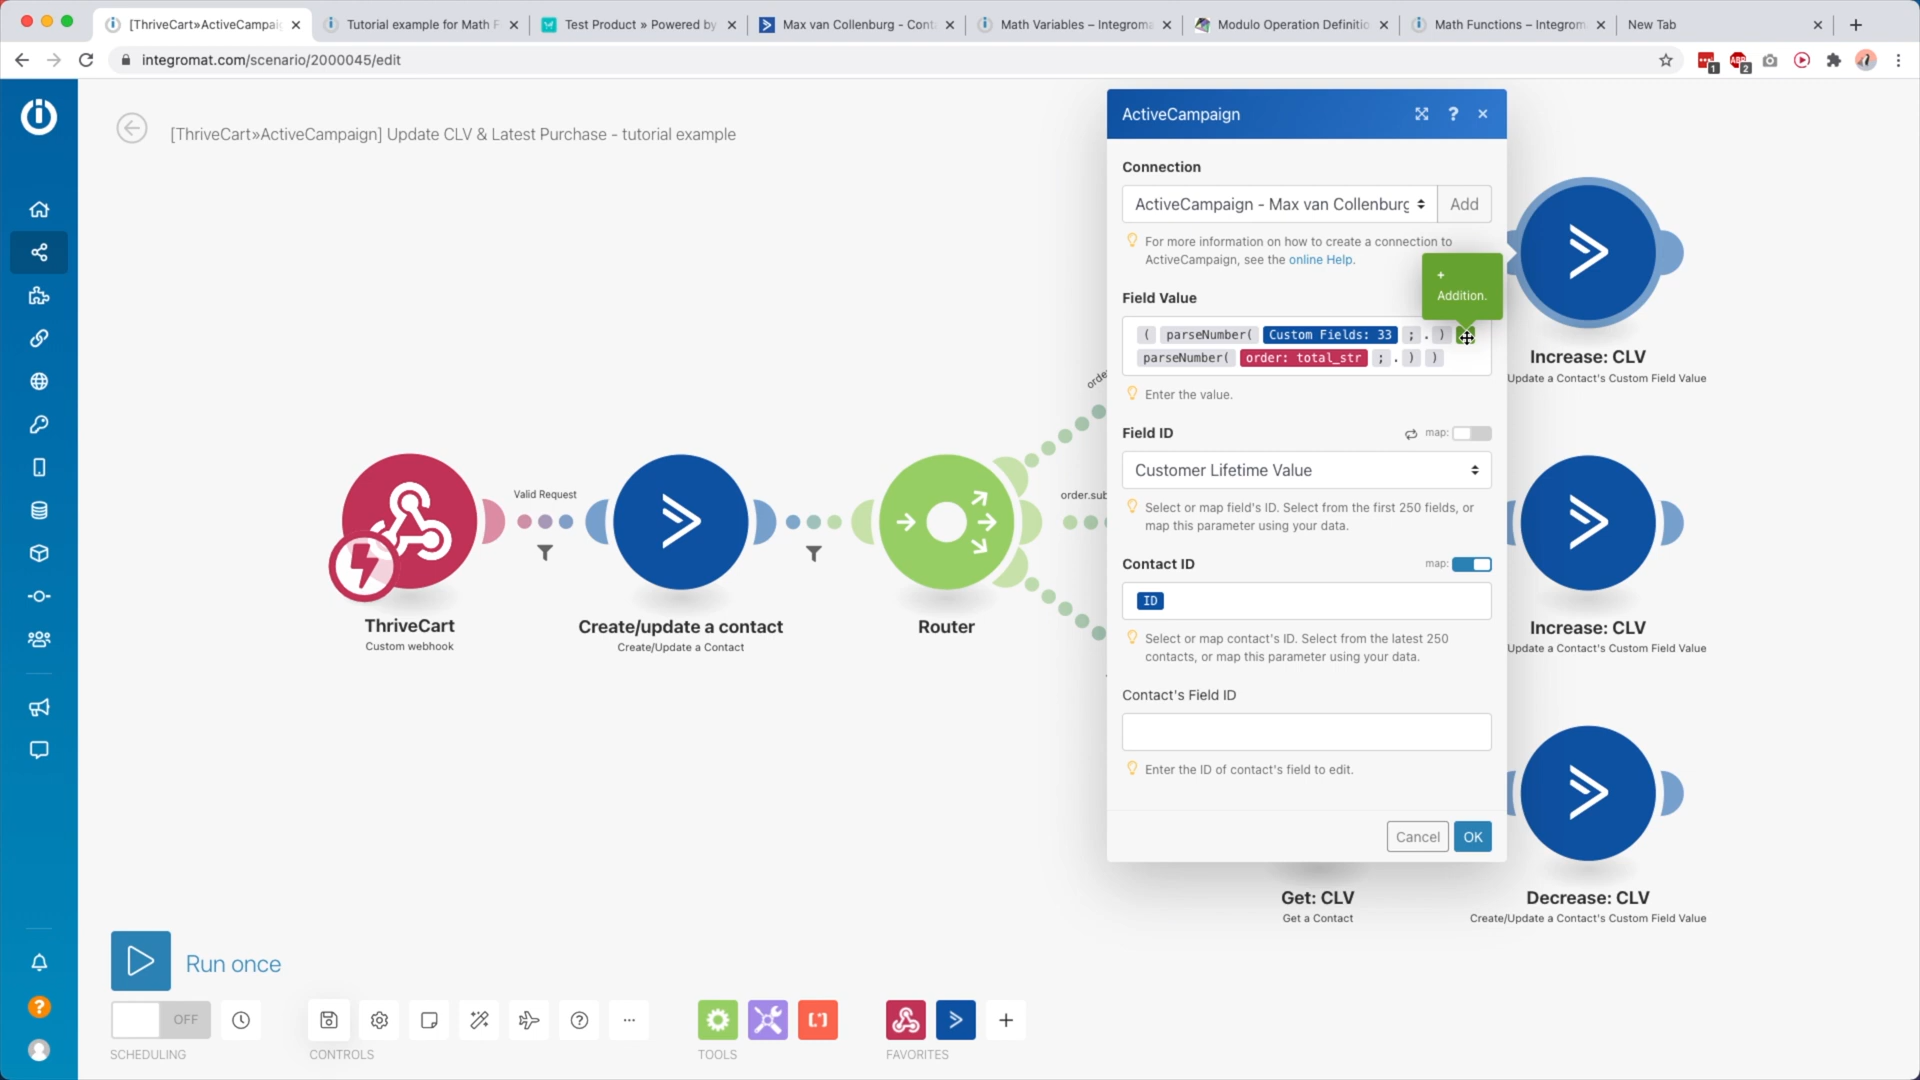 [ThriveCart»ActiveCampai
Tutorial example for Math F
Test Product » Powered by
Max van Collenburg - Cont
Math Variables – Integroma
Modulo Operation Definitio
Math Functions – Integrom
New Tab
integromat.com/scenario/2000045/edit
1
2
[ThriveCart»ActiveCampaign] Update CLV & Latest Purchase - tutorial example
ActiveCampaign
?
Connection
ActiveCampaign - Max van Collenburg
Add
For more information on how to create a connection to
ActiveCampaign, see the online Help.
+
Addition.
Field Value
( parseNumber( Custom Fields: 33 ; . )
parseNumber( order: total_str ; . ) )
Enter the value.
Field ID
map:
Customer Lifetime Value
Select or map field's ID. Select from the first 250 fields, or
map this parameter using your data.
Contact ID
map:
ID
Select or map contact's ID. Select from the latest 250
contacts, or map this parameter using your data.
Contact's Field ID
Enter the ID of contact's field to edit.
Cancel
OK
Valid Request
orde
order.sub
ThriveCart
Custom webhook
Create/update a contact
Create/Update a Contact
Router
Increase: CLV
Update a Contact's Custom Field Value
Increase: CLV
Update a Contact's Custom Field Value
Get: CLV
Get a Contact
Decrease: CLV
Create/Update a Contact's Custom Field Value
Run once
OFF
SCHEDULING
CONTROLS
TOOLS
FAVORITES